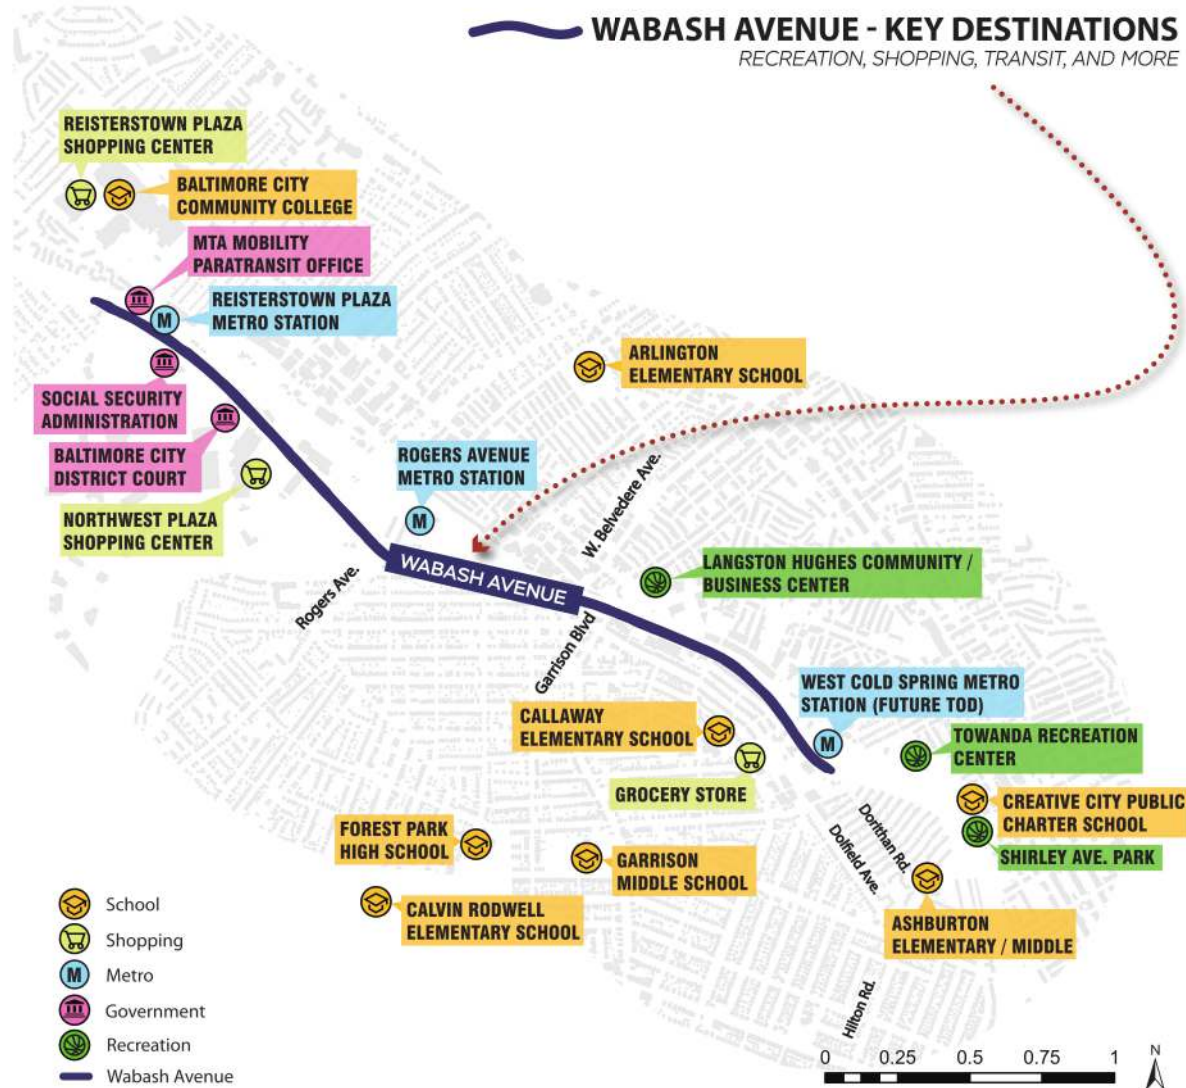 WABASH AVENUE - KEY DESTINATIONS
RECREATION, SHOPPING, TRANSIT, AND MORE
REISTERSTOWN PLAZA
SHOPPING CENTER
BALTIMORE CITY
COMMUNITY COLLEGE
MTA MOBILITY
PARATRANSIT OFFICE
M
REISTERSTOWN PLAZA
METRO STATION
ARLINGTON
ELEMENTARY SCHOOL
SOCIAL SECURITY
ADMINISTRATION
BALTIMORE CITY
DISTRICT COURT
ROGERS AVENUE
METRO STATION
M
W. Belvedere Ave.
NORTHWEST PLAZA
SHOPPING CENTER
WABASH AVENUE
Rogers Ave.
LANGSTON HUGHES COMMUNITY /
BUSINESS CENTER
Garrison Blvd
WEST COLD SPRING METRO
STATION (FUTURE TOD)
M
CALLAWAY
ELEMENTARY SCHOOL
TOWANDA RECREATION
CENTER
GROCERY STORE
CREATIVE CITY PUBLIC
CHARTER SCHOOL
Dorithan Rd.
Dolfield Ave.
SHIRLEY AVE. PARK
FOREST PARK
HIGH SCHOOL
GARRISON
MIDDLE SCHOOL
CALVIN RODWELL
ELEMENTARY SCHOOL
ASHBURTON
ELEMENTARY / MIDDLE
Hilton Rd.
School
Shopping
M Metro
Government
Recreation
Wabash Avenue
0 0.25 0.5 0.75 1
N